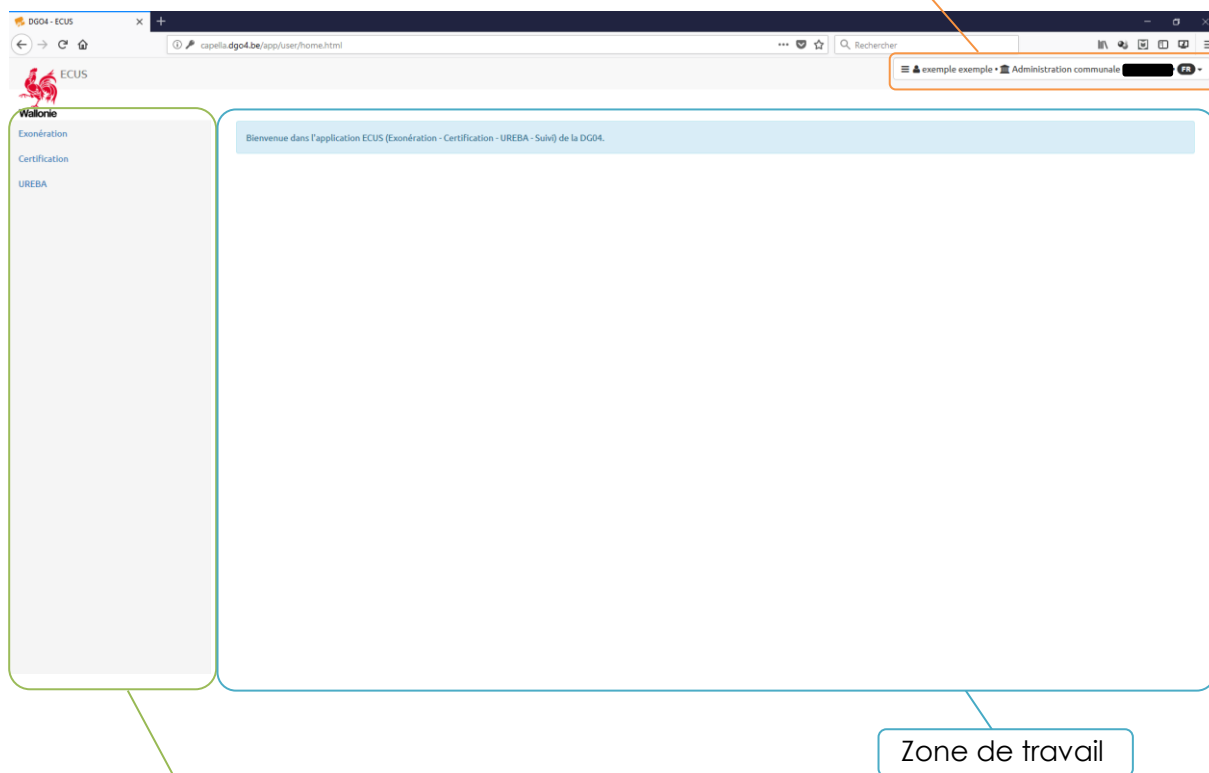 DGO4 - ECUS
capella.dgo4.be/app/user/home.html
Rechercher
ECUS
exemple exemple • Administration communale
FR
Wallonie
Exonération
Certification
UREBA
Bienvenue dans l'application ECUS (Exonération - Certification - UREBA - Suivi) de la DG04.
Zone de travail